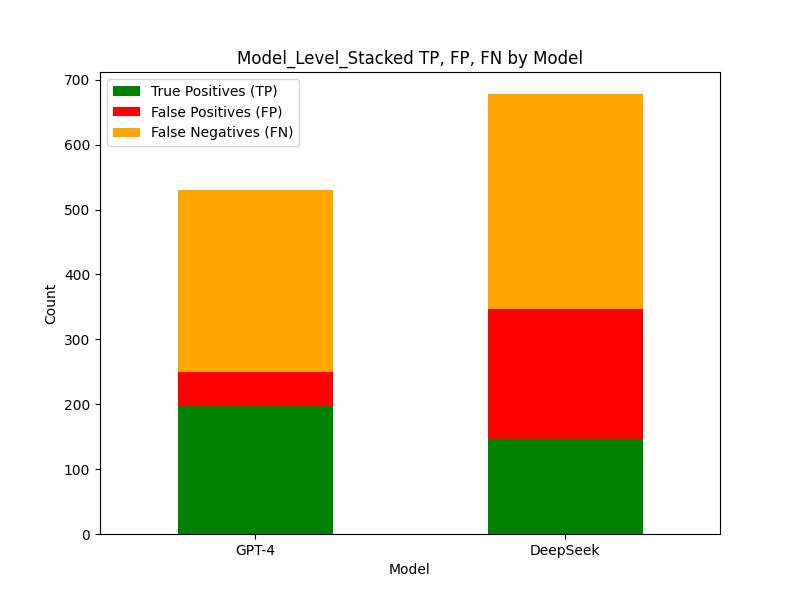 Model_Level_Stacked TP, FP, FN by Model
True Positives (TP)
False Positives (FP)
False Negatives (FN)
700
600
500
400
300
200
100
0
Count
GPT-4
DeepSeek
Model